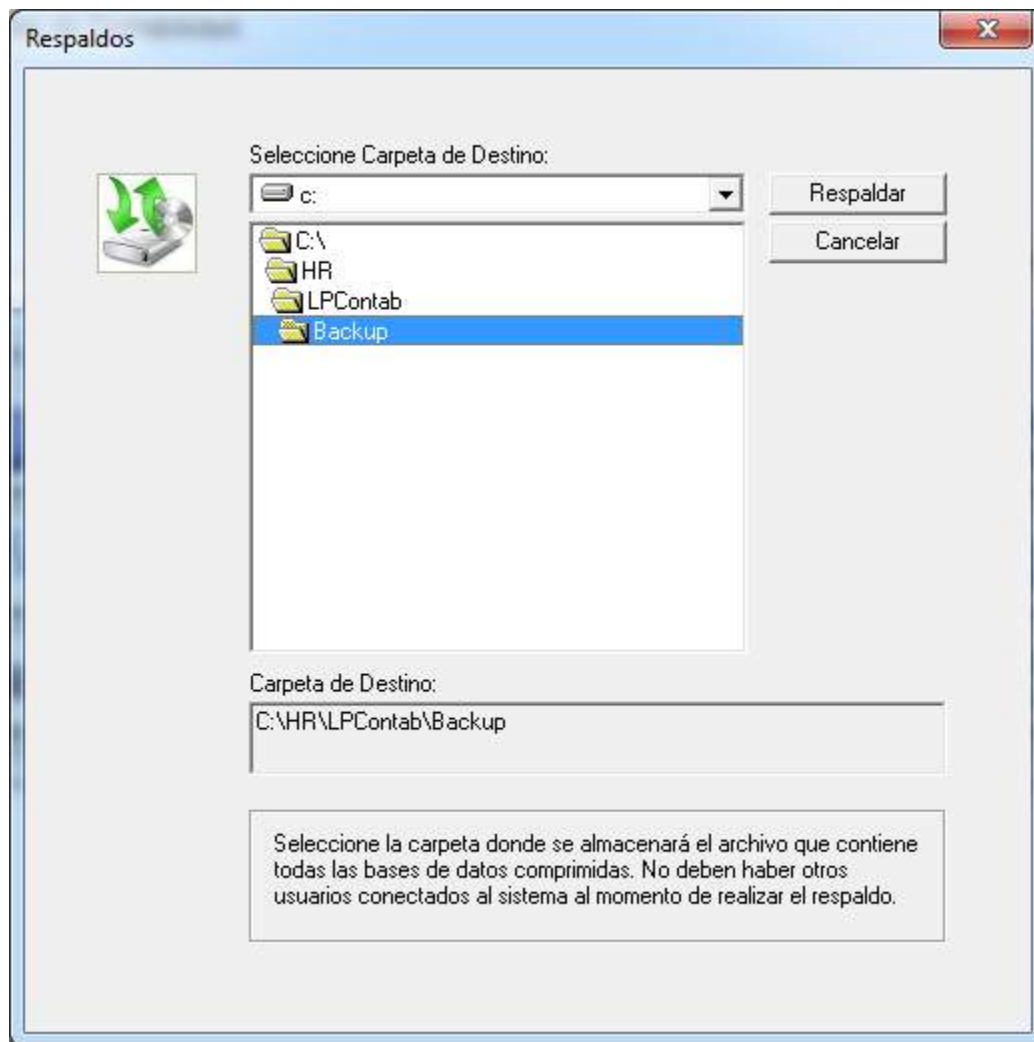 Respaldos
Seleccione Carpeta de Destino:
c:
Respaldar
C:\
Cancelar
HR
LPContab
Backup
Carpeta de Destino:
C:\HR\LPContab\Backup
Seleccione la carpeta donde se almacenará el archivo que contiene
todas las bases de datos comprimidas. No deben haber otros
usuarios conectados al sistema al momento de realizar el respaldo.